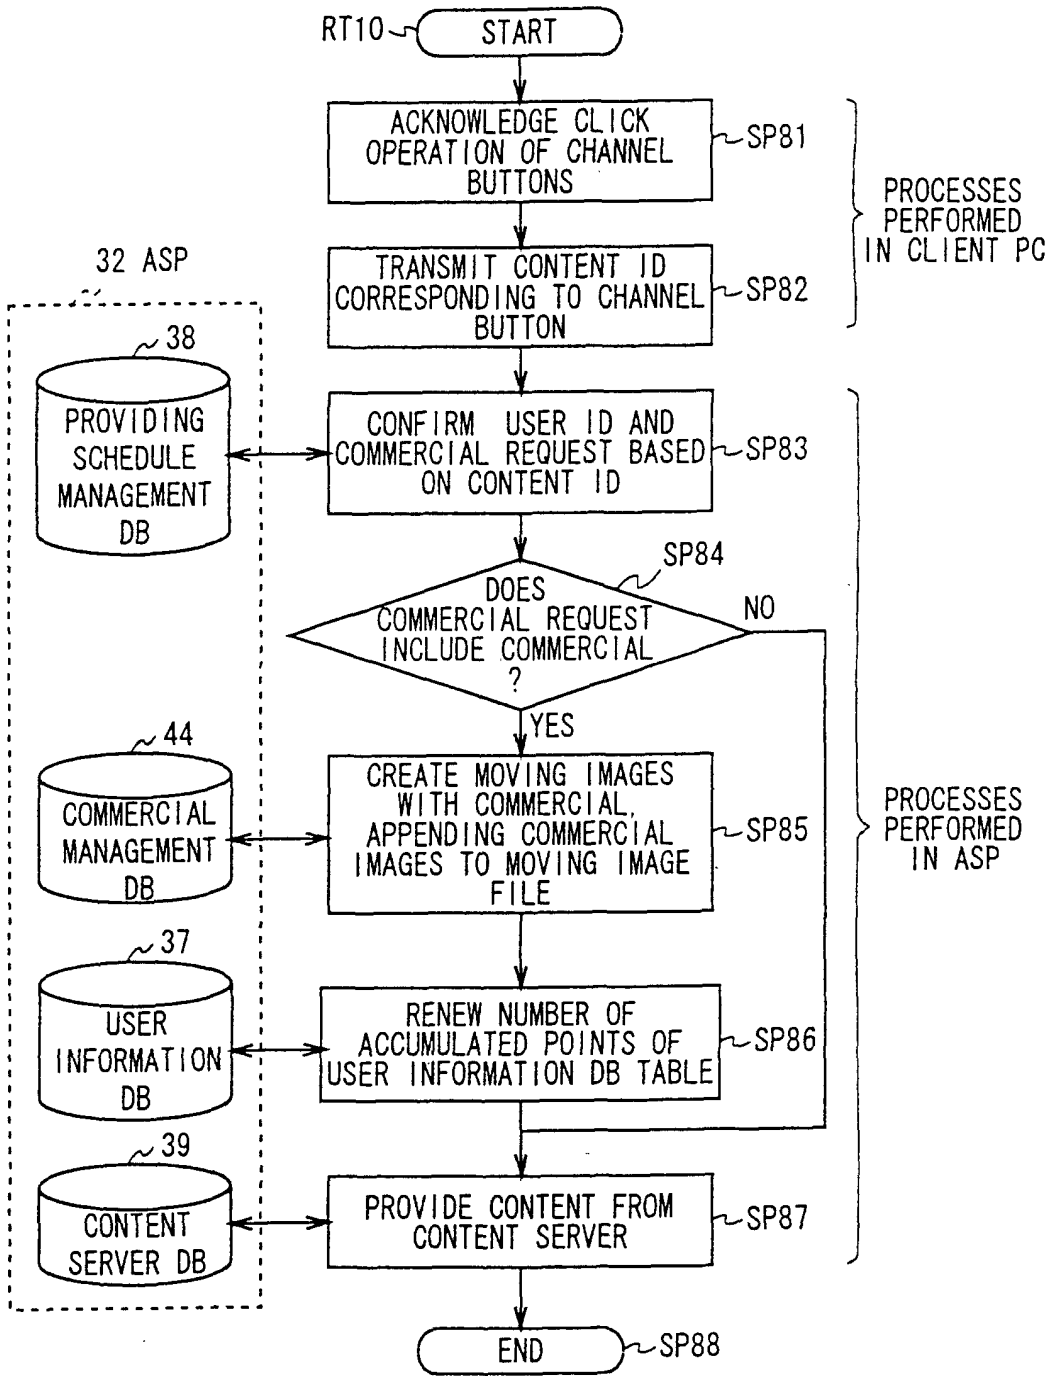 RT10
START
ACKNOWLEDGE CLICK
OPERATION OF CHANNEL
BUTTONS
SP81
TRANSMIT CONTENT ID
CORRESPONDING TO CHANNEL
BUTTON
SP82
PROCESSES
PERFORMED
IN CLIENT PC
32 ASP
38
PROVIDING
SCHEDULE
MANAGEMENT
DB
CONFIRM USER ID AND
COMMERCIAL REQUEST BASED
ON CONTENT ID
SP83
SP84
DOES
COMMERCIAL REQUEST
INCLUDE COMMERCIAL
?
NO
YES
44
COMMERCIAL
MANAGEMENT
DB
CREATE MOVING IMAGES
WITH COMMERCIAL,
APPENDING COMMERCIAL
IMAGES TO MOVING IMAGE
FILE
SP85
PROCESSES
PERFORMED
IN ASP
37
USER
INFORMATION
DB
RENEW NUMBER OF
ACCUMULATED POINTS OF
USER INFORMATION DB TABLE
SP86
39
CONTENT
SERVER DB
PROVIDE CONTENT FROM
CONTENT SERVER
SP87
END
SP88